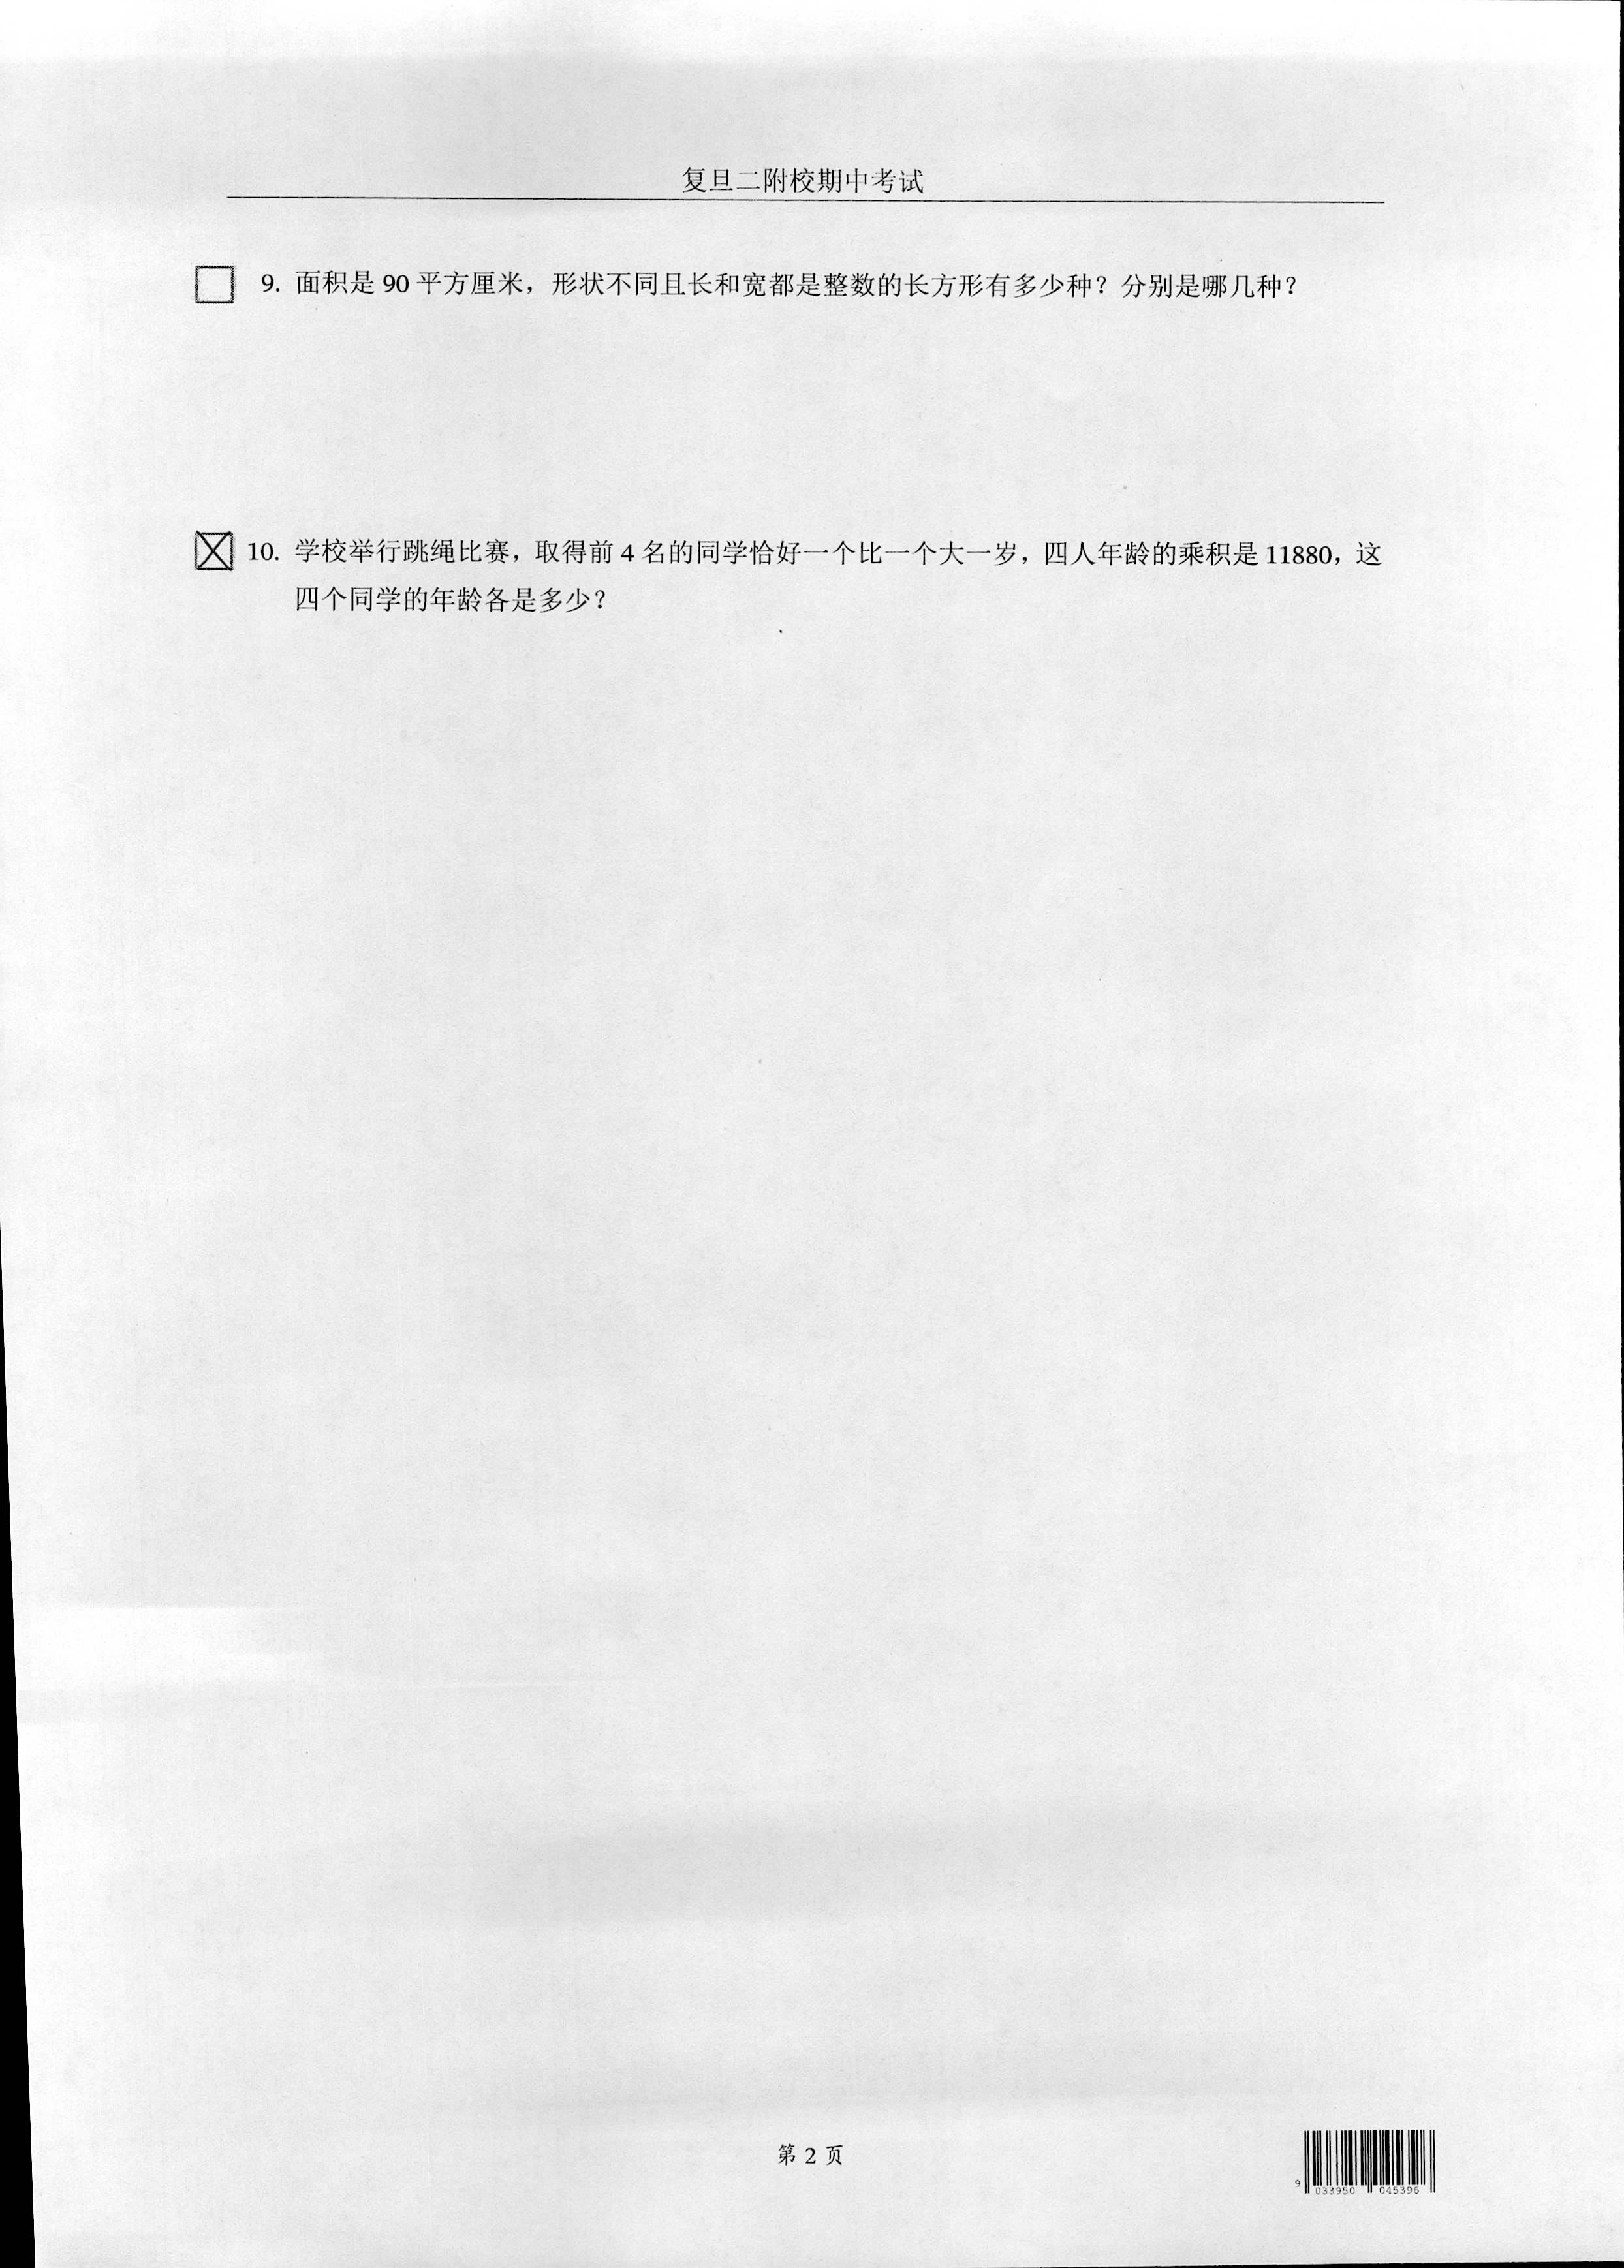 复旦二附校期中考试
9. 面积是 90 平方厘米，形状不同且长和宽都是整数的长方形有多少种？分别是哪几种？
10. 学校举行跳绳比赛，取得前 4 名的同学恰好一个比一个大一岁，四人年龄的乘积是 11880，这
四个同学的年龄各是多少？
第 2 页
9 033950 045396